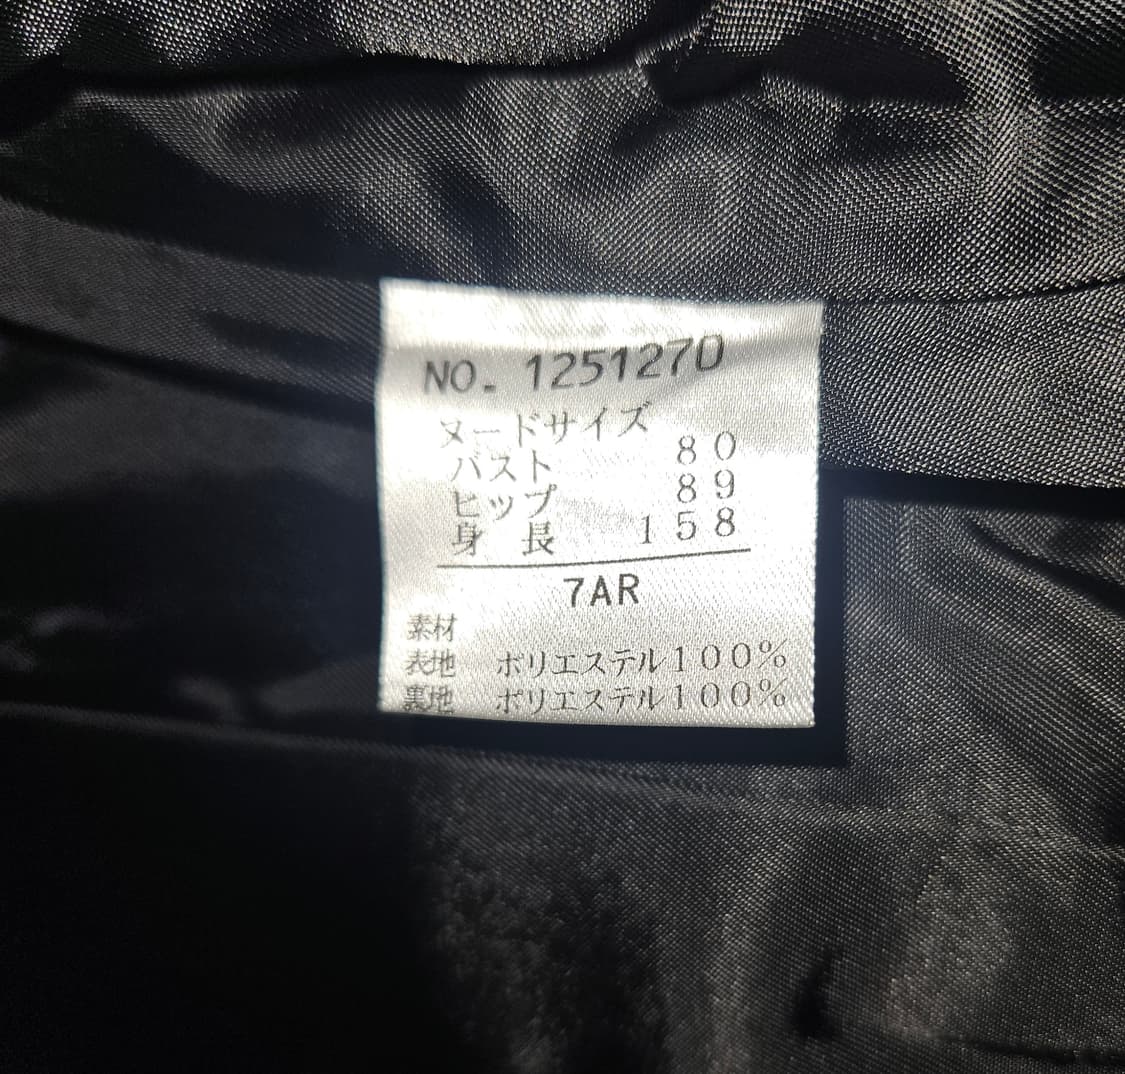 NO. 1251270
ヌードサイズ
バスト 80
ヒップ 89
身長 158
7AR
素材
表地 ポリエステル100%
裏地 ポリエステル100%